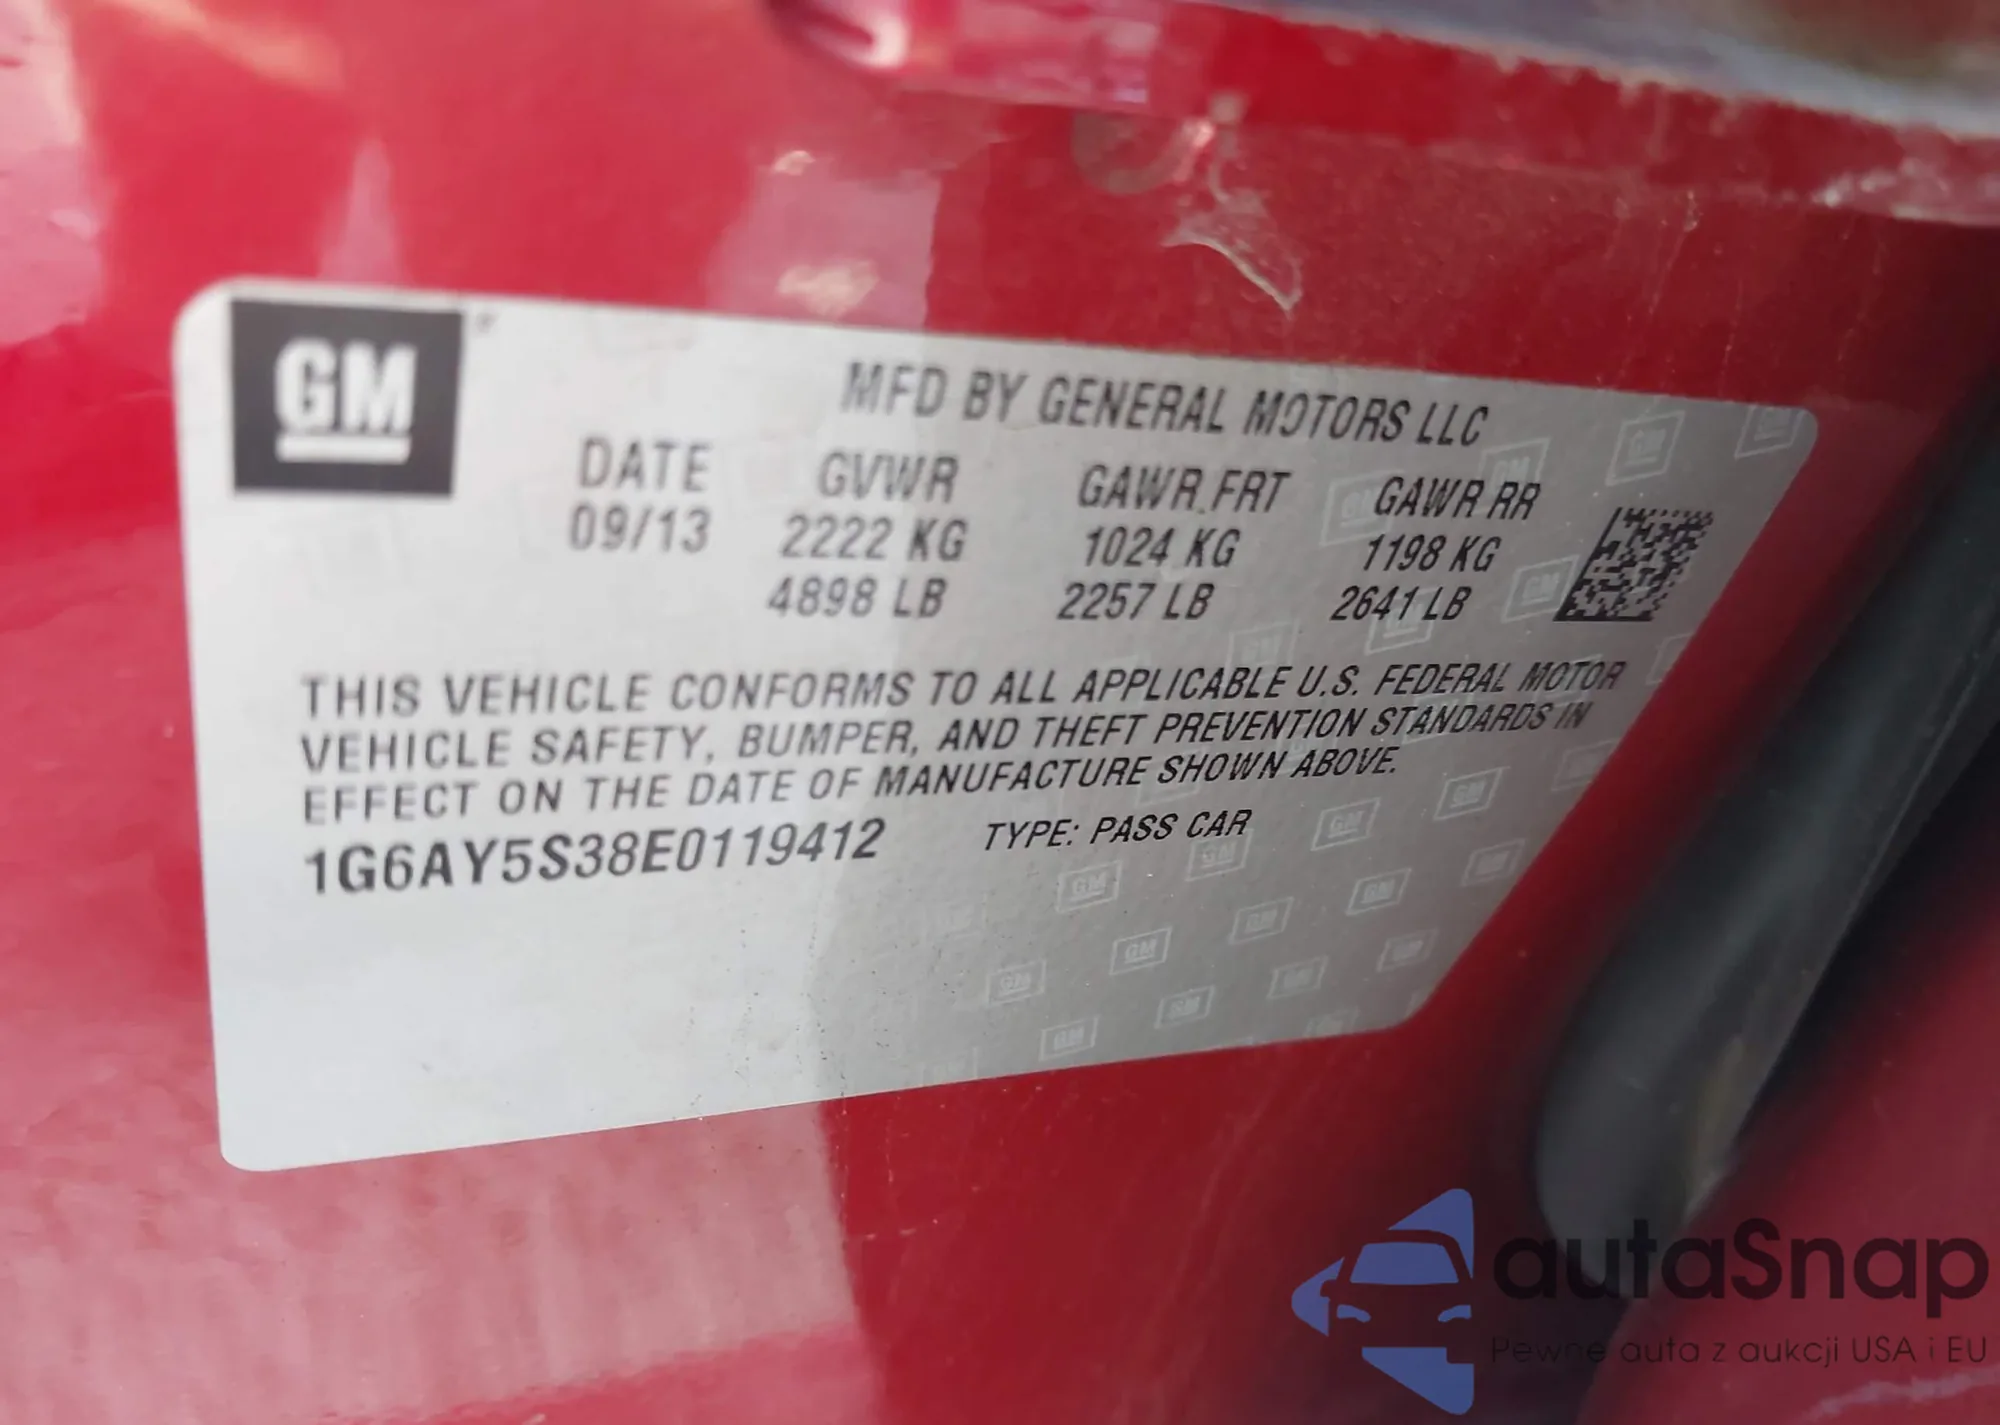 GM
MFD BY GENERAL MOTORS LLC
DATE GVWR GAWR FRT GAWR RR
09/13 2222 KG 1024 KG 1198 KG
4898 LB 2257 LB 2641 LB
THIS VEHICLE CONFORMS TO ALL APPLICABLE U.S. FEDERAL MOTOR
VEHICLE SAFETY, BUMPER, AND THEFT PREVENTION STANDARDS IN
EFFECT ON THE DATE OF MANUFACTURE SHOWN ABOVE.
1G6AY5S38E0119412 TYPE: PASS CAR
autaSnap
Pewne auta z aukcji USA i EU